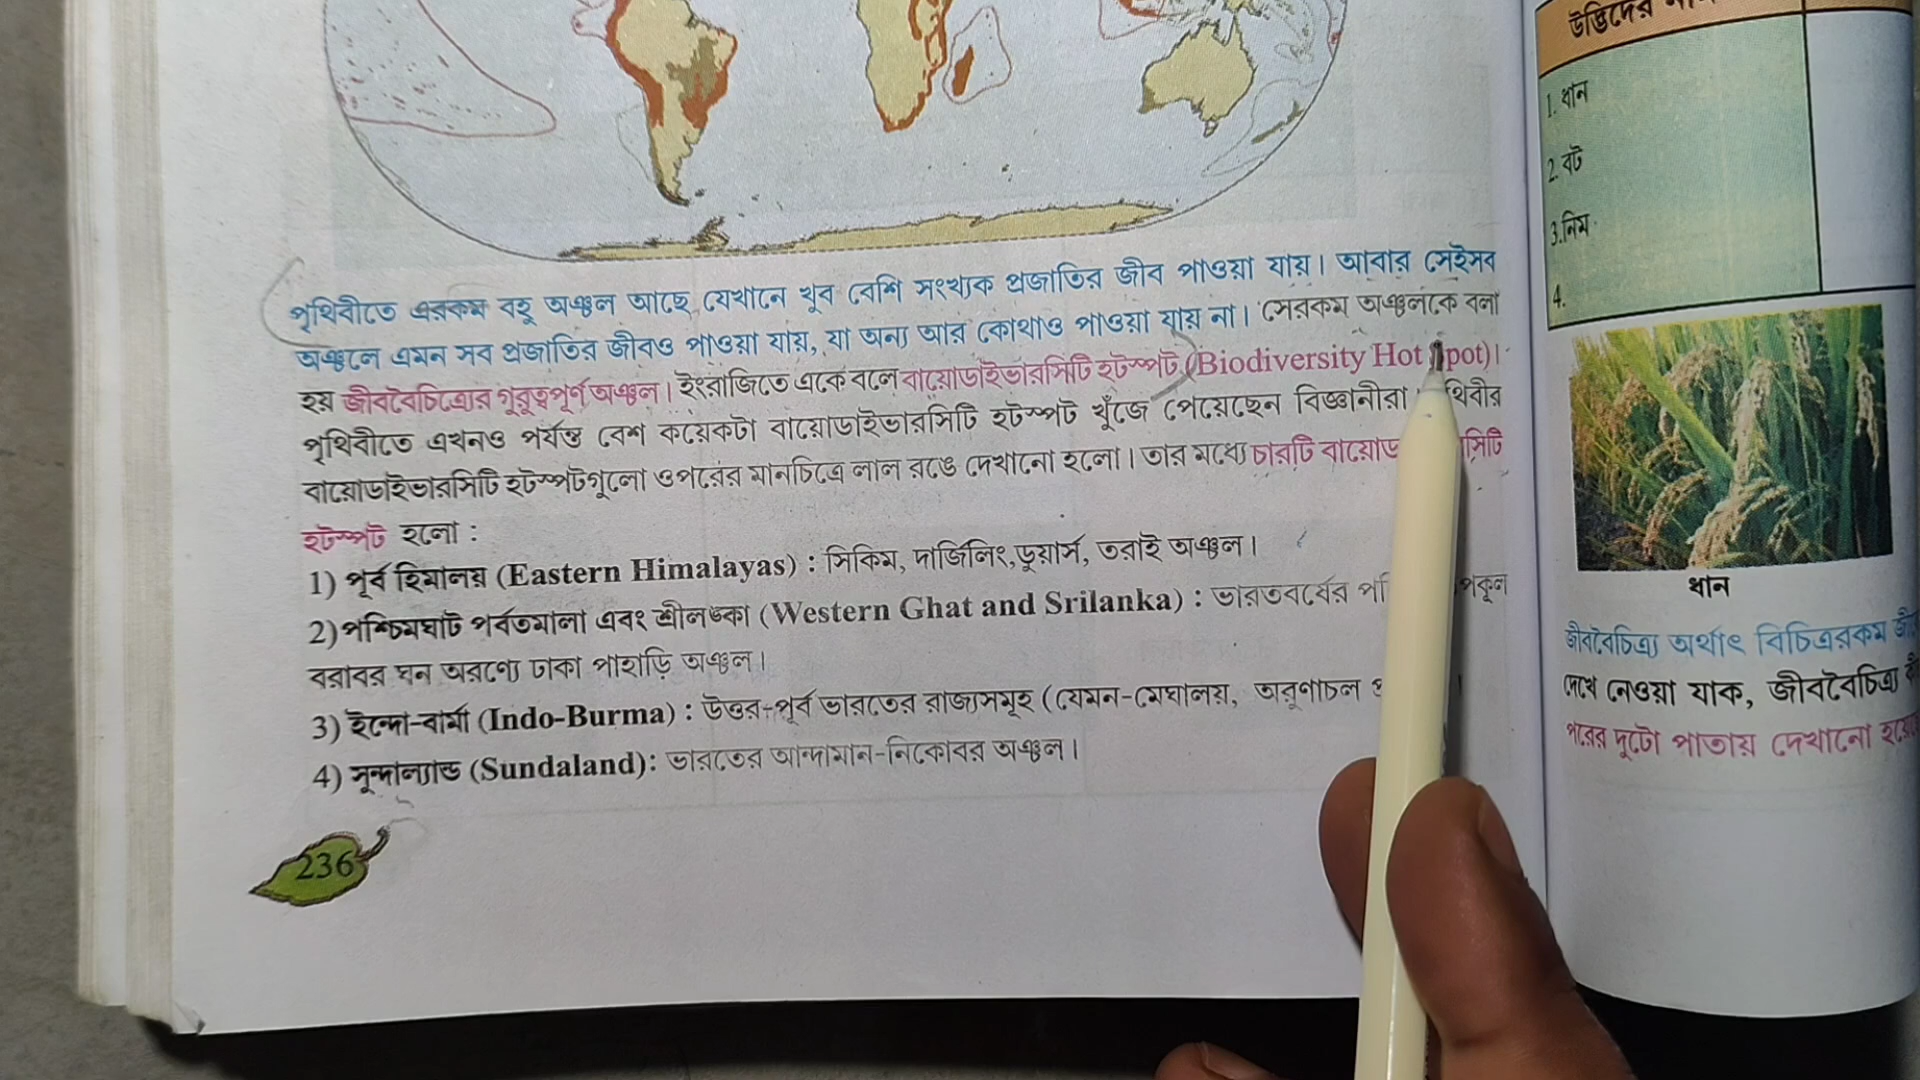 পৃথিবীতে এরকম বহু অঞ্চল আছে যেখানে খুব বেশি সংখ্যক প্রজাতির জীব পাওয়া যায়। আবার সেইসব
অঞ্চলে এমন সব প্রজাতির জীবও পাওয়া যায়, যা অন্য আর কোথাও পাওয়া যায় না। সেরকম অঞ্চলকে বলা
হয় জীববৈচিত্র্যের গুরুত্বপূর্ণ অঞ্চল। ইংরাজিতে একে বলে বায়োডাইভারসিটি হটস্পট (Biodiversity Hot pot)।
পৃথিবীতে এখনও পর্যন্ত বেশ কয়েকটা বায়োডাইভারসিটি হটস্পট খুঁজে পেয়েছেন বিজ্ঞানীরা। থিবীর
বায়োডাইভারসিটি হটস্পটগুলো ওপরের মানচিত্রে লাল রঙে দেখানো হলো। তার মধ্যে চারটি বায়োড সিটি
হটস্পট হলো :
1) পূর্ব হিমালয় (Eastern Himalayas) : সিকিম, দার্জিলিং,ডুয়ার্স, তরাই অঞ্চল।
2) পশ্চিমঘাট পর্বতমালা এবং শ্রীলঙ্কা (Western Ghat and Srilanka) : ভারতবর্ষের পকূল
বরাবর ঘন অরণ্যে ঢাকা পাহাড়ি অঞ্চল।
3) ইন্দো-বার্মা (Indo-Burma) : উত্তর-পূর্ব ভারতের রাজ্যসমূহ (যেমন-মেঘালয়, অরুণাচল
4) সুন্দাল্যান্ড (Sundaland): ভারতের আন্দামান-নিকোবর অঞ্চল।
236
উদ্ভিদের
1. ধান
2. বট
3.নিম
4.
ধান
জীববৈচিত্র্য অর্থাৎ বিচিত্ররকম
দেখে নেওয়া যাক, জীববৈচিত্র্য
পরের দুটো পাতায় দেখানো